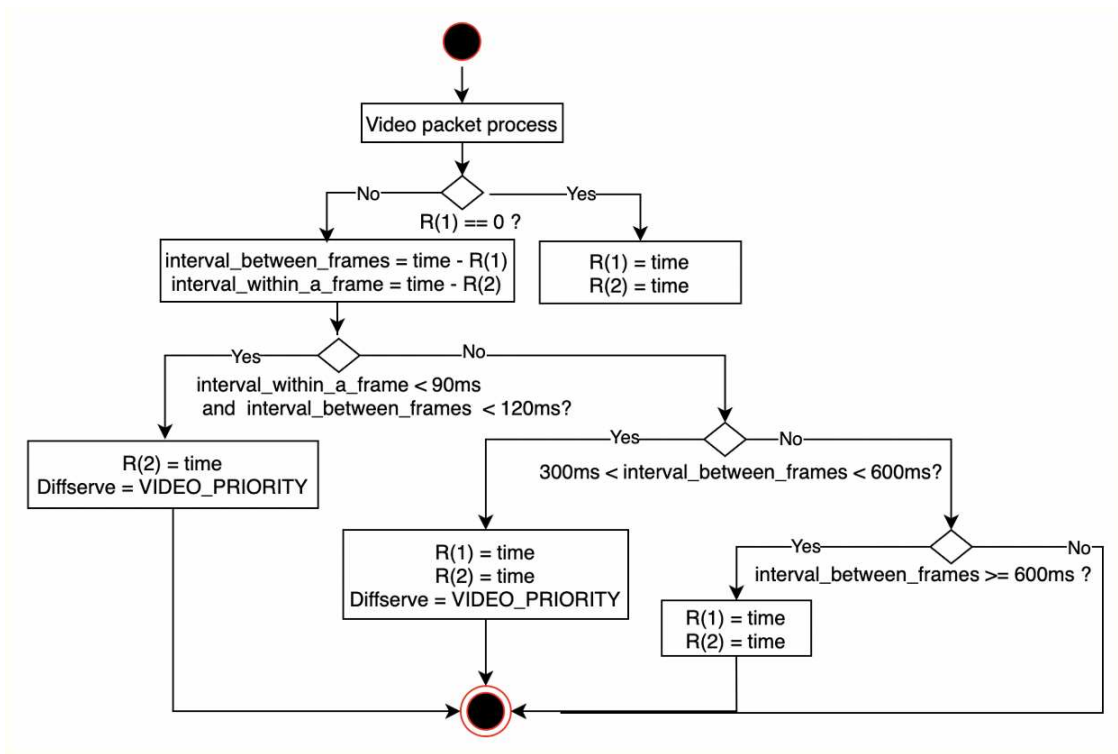 Video packet process
No
Yes
R(1) == 0 ?
interval_between_frames = time - R(1)
interval_within_a_frame = time - R(2)
R(1) = time
R(2) = time
Yes
No
interval_within_a_frame < 90ms
and interval_between_frames < 120ms?
R(2) = time
Diffserve = VIDEO_PRIORITY
Yes
No
300ms < interval_between_frames < 600ms?
R(1) = time
R(2) = time
Diffserve = VIDEO_PRIORITY
Yes
No
interval_between_frames >= 600ms ?
R(1) = time
R(2) = time